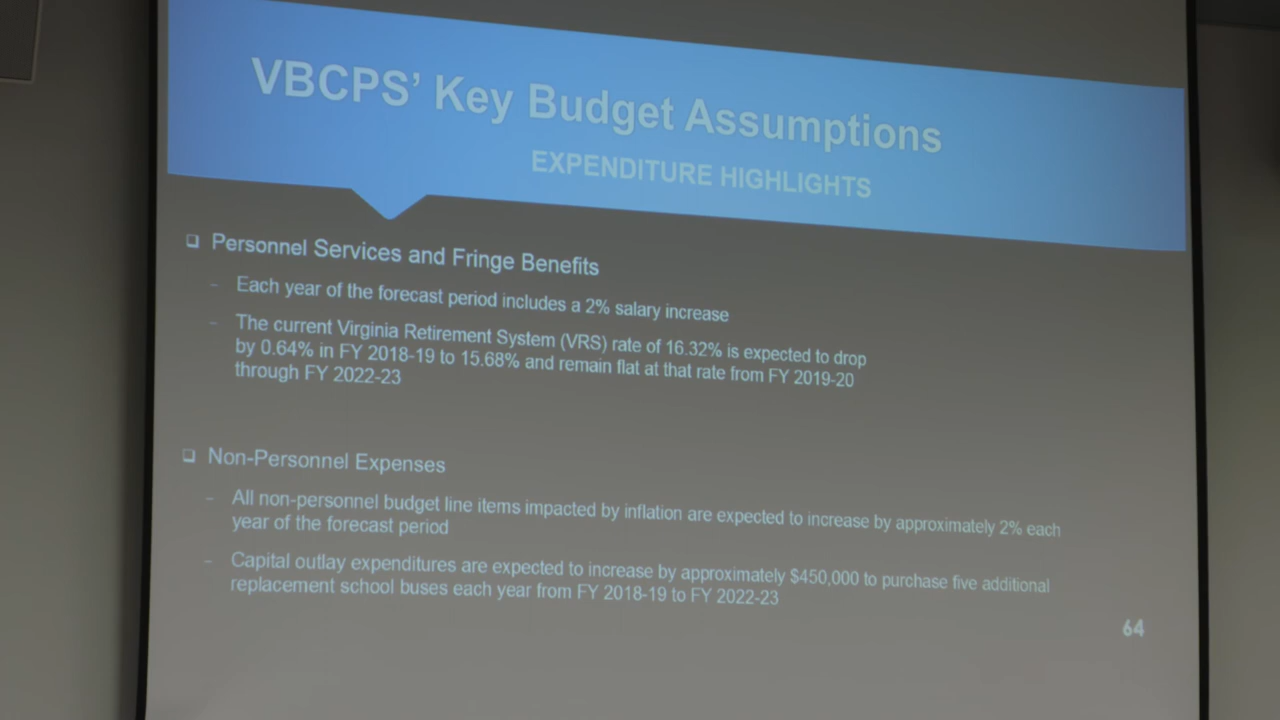 VBCPS' Key Budget Assumptions
EXPENDITURE HIGHLIGHTS
❑ Personnel Services and Fringe Benefits
- Each year of the forecast period includes a 2% salary increase
- The current Virginia Retirement System (VRS) rate of 16.32% is expected to drop
by 0.64% in FY 2018-19 to 15.68% and remain flat at that rate from FY 2019-20
through FY 2022-23
❑ Non-Personnel Expenses
- All non-personnel budget line items impacted by inflation are expected to increase by approximately 2% each
year of the forecast period
- Capital outlay expenditures are expected to increase by approximately $450,000 to purchase five additional
replacement school buses each year from FY 2018-19 to FY 2022-23
64